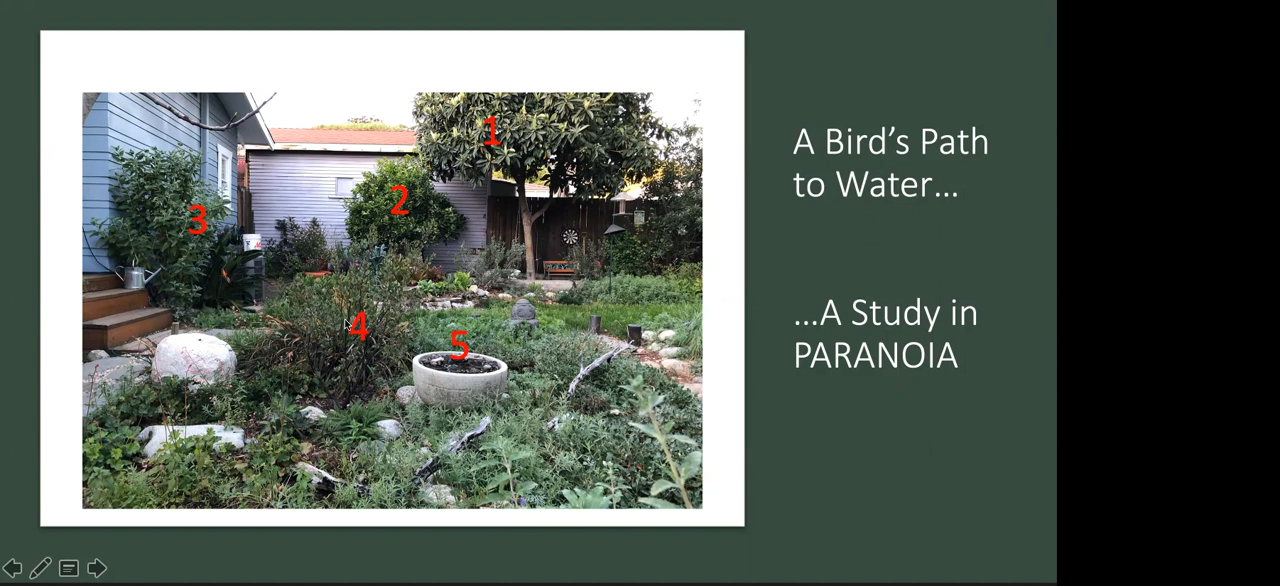 A Bird’s Path
to Water…
…A Study in
PARANOIA
1
2
3
4
5